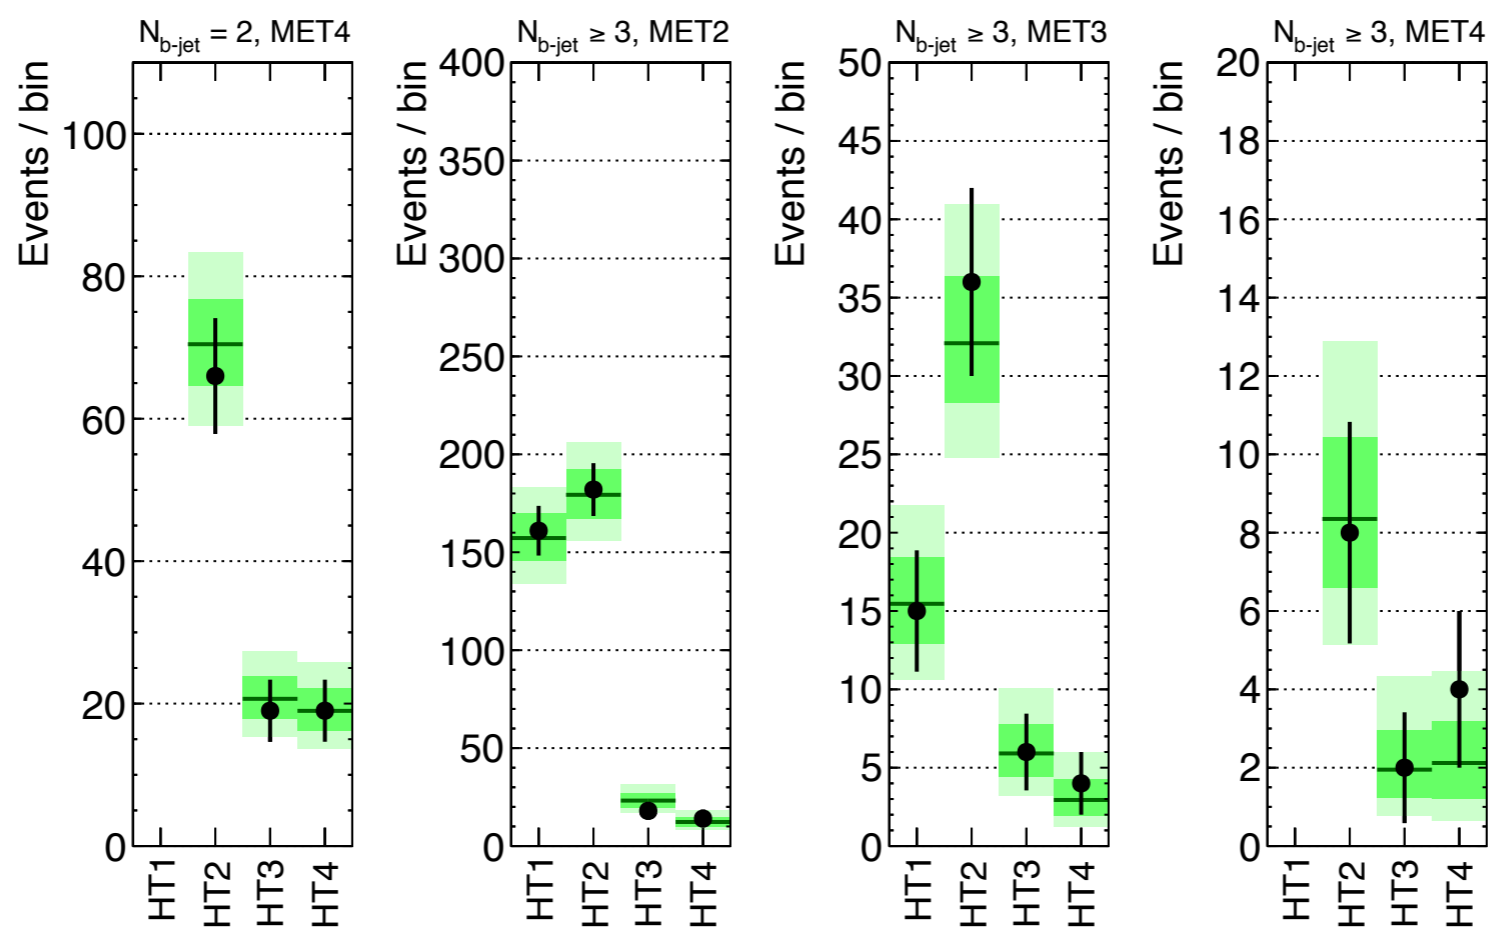 N_b-jet = 2, MET4
Events / bin
100
80
60
40
20
0
HT1
HT2
HT3
HT4
N_b-jet ≥ 3, MET2
Events / bin
400
350
300
250
200
150
100
50
0
HT1
HT2
HT3
HT4
N_b-jet ≥ 3, MET3
Events / bin
50
45
40
35
30
25
20
15
10
5
0
HT1
HT2
HT3
HT4
N_b-jet ≥ 3, MET4
Events / bin
20
18
16
14
12
10
8
6
4
2
0
HT1
HT2
HT3
HT4